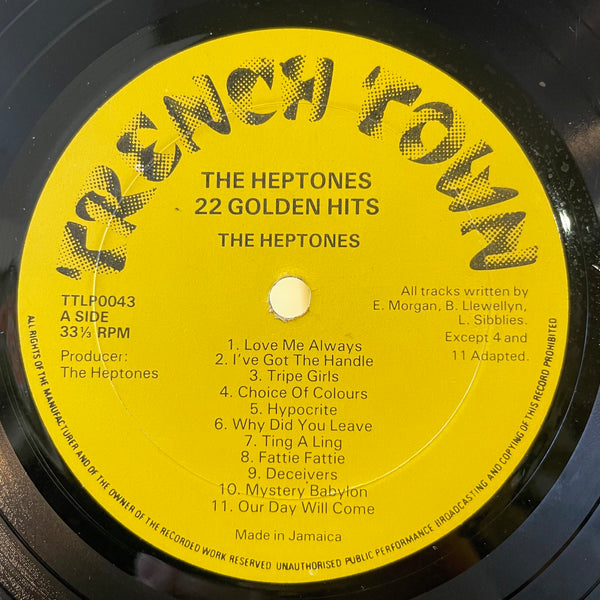 TRENCH TOWN
THE HEPTONES
22 GOLDEN HITS
THE HEPTONES
TTLP0043
A SIDE
33⅓ RPM
Producer:
The Heptones
All tracks written by
E. Morgan, B. Llewellyn,
L. Sibblies.
Except 4 and
11 Adapted.
1. Love Me Always
2. I've Got The Handle
3. Tripe Girls
4. Choice Of Colours
5. Hypocrite
6. Why Did You Leave
7. Ting A Ling
8. Fattie Fattie
9. Deceivers
10. Mystery Babylon
11. Our Day Will Come
Made in Jamaica
ALL RIGHTS OF THE MANUFACTURER AND OF THE OWNER OF THE RECORDED WORK RESERVED UNAUTHORISED PUBLIC PERFORMANCE BROADCASTING AND COPYING OF THIS RECORD PROHIBITED